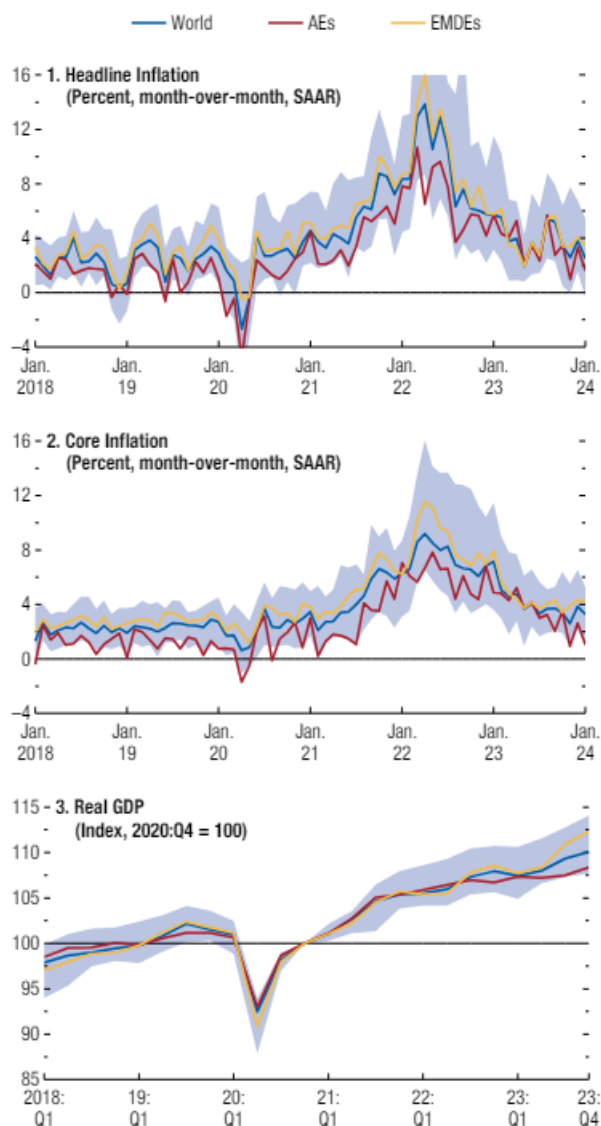 World AEs EMDEs
1. Headline Inflation
(Percent, month-over-month, SAAR)
16
12
8
4
0
–4
Jan. Jan. Jan. Jan. Jan. Jan. Jan.
2018 19 20 21 22 23 24
2. Core Inflation
(Percent, month-over-month, SAAR)
16
12
8
4
0
–4
Jan. Jan. Jan. Jan. Jan. Jan. Jan.
2018 19 20 21 22 23 24
3. Real GDP
(Index, 2020:Q4 = 100)
115
110
105
100
95
90
85
2018: 19:Q1 20: 21: 22: 23: 23:
Q1 Q1 Q1 Q1 Q1 Q4